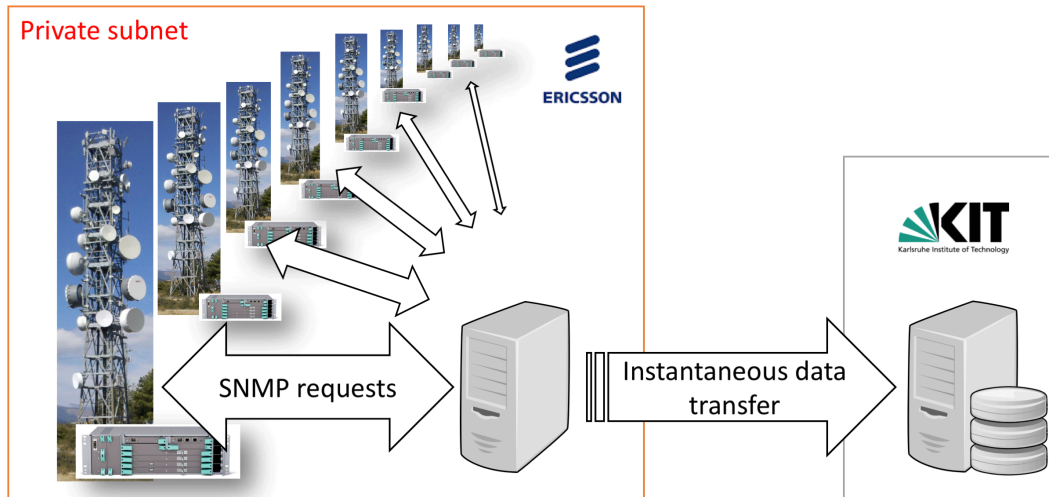 Private subnet
ERICSSON
KIT
Karlsruhe Institute of Technology
SNMP requests
Instantaneous data
transfer